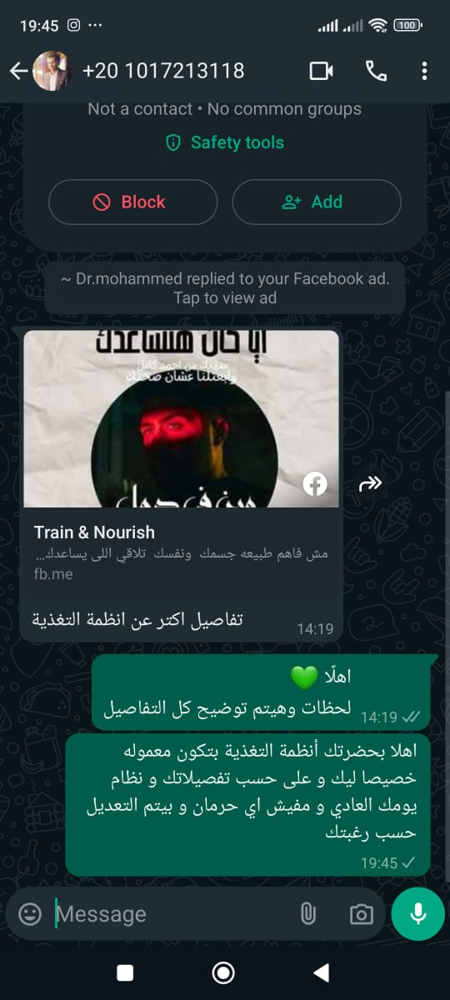 19:45
100
+20 1017213118
Not a contact • No common groups
Safety tools
Block
Add
~ Dr.mohammed replied to your Facebook ad.
Tap to view ad
هنساعدك
وابعتلنا عشان صحتك
Train & Nourish
مش فاهم طبيعه جسمك ونفسك تلاقي اللى يساعدك...
fb.me
تفاصيل اكتر عن انظمة التغذية
14:19
اهلًا 💚
لحظات وهيتم توضيح كل التفاصيل
14:19
اهلا بحضرتك أنظمة التغذية بتكون معموله
خصيصا ليك و على حسب تفصيلاتك و نظام
يومك العادي و مفيش اي حرمان و بيتم التعديل
حسب رغبتك
19:45
Message